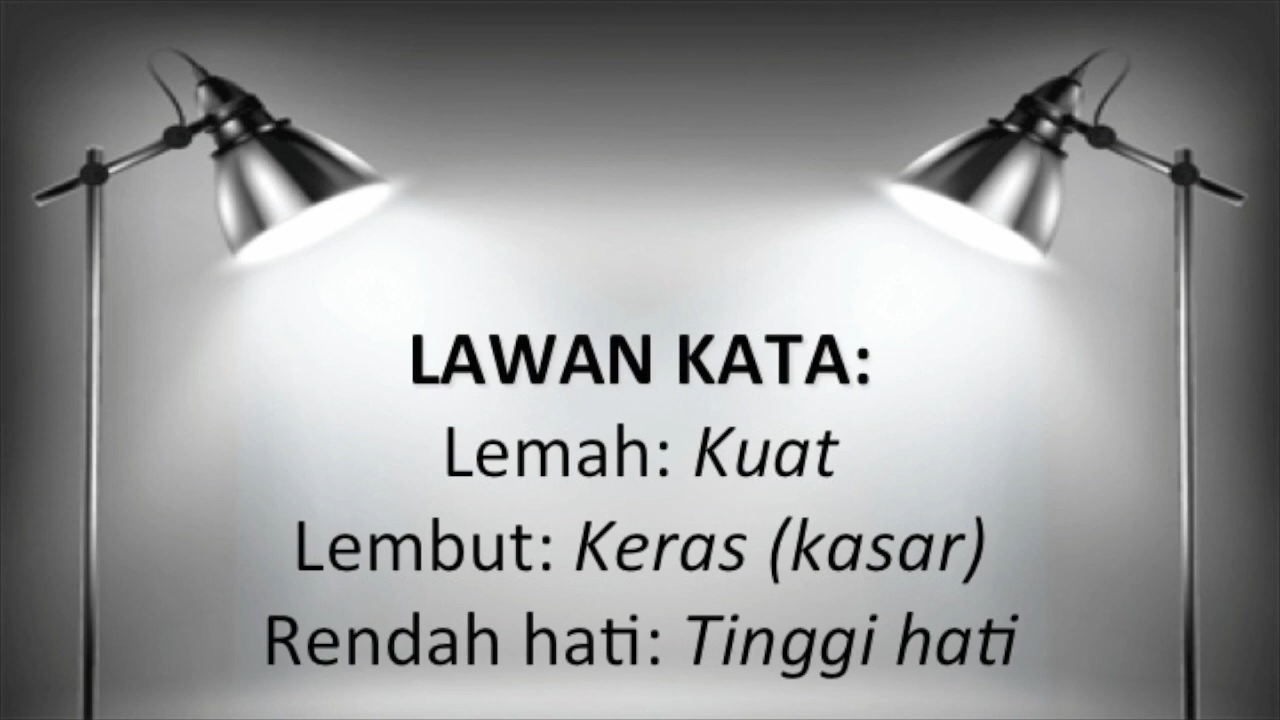 LAWAN KATA:
Lemah: Kuat
Lembut: Keras (kasar)
Rendah hati: Tinggi hati